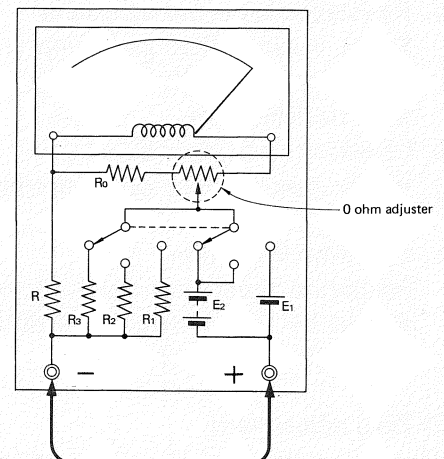 R₀
0 ohm adjuster
R
R₃
R₂
R₁
E₂
E₁
−
+